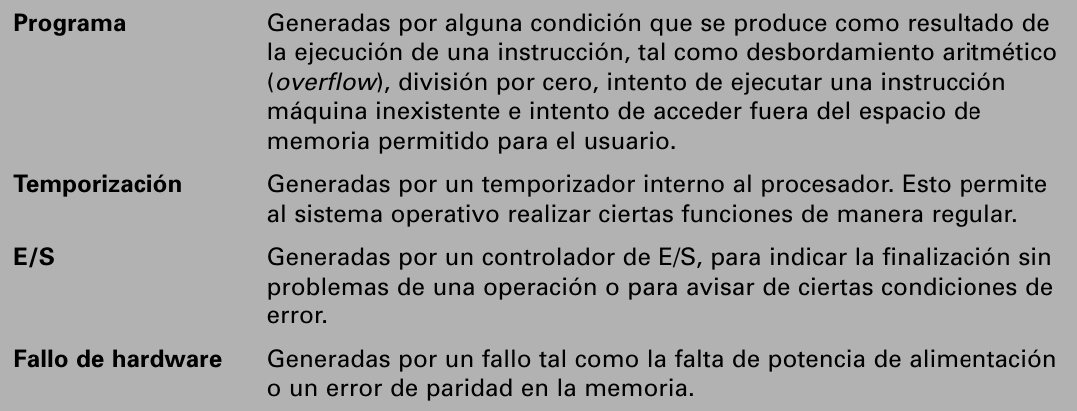 Programa Generadas por alguna condición que se produce como resultado de
la ejecución de una instrucción, tal como desbordamiento aritmético
(overflow), división por cero, intento de ejecutar una instrucción
máquina inexistente e intento de acceder fuera del espacio de
memoria permitido para el usuario.
Temporización Generadas por un temporizador interno al procesador. Esto permite
al sistema operativo realizar ciertas funciones de manera regular.
E/S Generadas por un controlador de E/S, para indicar la finalización sin
problemas de una operación o para avisar de ciertas condiciones de
error.
Fallo de hardware Generadas por un fallo tal como la falta de potencia de alimentación
o un error de paridad en la memoria.